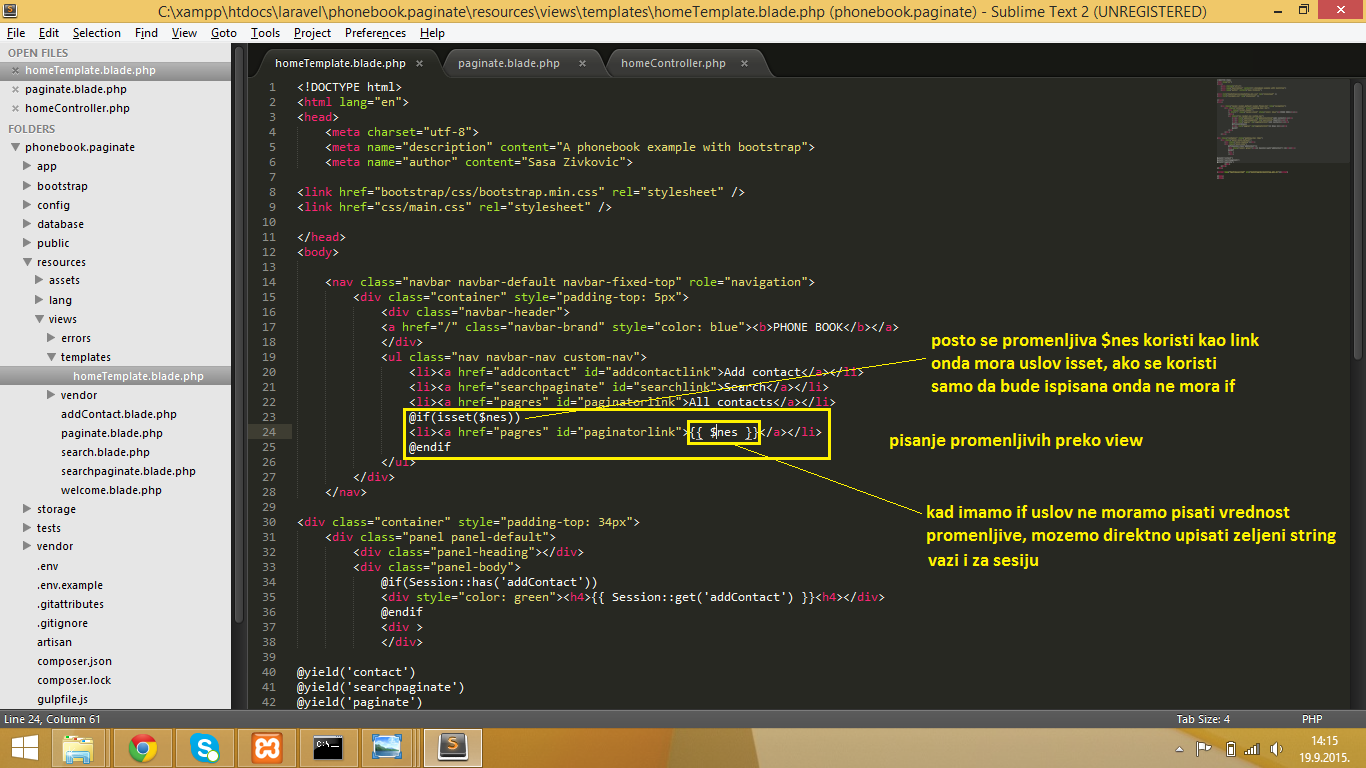 C:\xampp\htdocs\laravel\phonebook.paginate\resources\views\templates\homeTemplate.blade.php (phonebook.paginate) - Sublime Text 2 (UNREGISTERED)
File Edit Selection Find View Goto Tools Project Preferences Help
OPEN FILES
homeTemplate.blade.php
paginate.blade.php
homeController.php
FOLDERS
phonebook.paginate
app
bootstrap
config
database
public
resources
assets
lang
views
errors
templates
homeTemplate.blade.php
vendor
addContact.blade.php
paginate.blade.php
search.blade.php
searchpaginate.blade.php
welcome.blade.php
storage
tests
vendor
.env
.env.example
.gitattributes
.gitignore
artisan
composer.json
composer.lock
gulpfile.js
homeTemplate.blade.php paginate.blade.php homeController.php
1 <!DOCTYPE html>
2 <html lang="en">
3 <head>
4 <meta charset="utf-8">
5 <meta name="description" content="A phonebook example with bootstrap">
6 <meta name="author" content="Sasa Zivkovic">
7
8 <link href="bootstrap/css/bootstrap.min.css" rel="stylesheet" />
9 <link href="css/main.css" rel="stylesheet" />
10
11 </head>
12 <body>
13
14 <nav class="navbar navbar-default navbar-fixed-top" role="navigation">
15 <div class="container" style="padding-top: 5px">
16 <div class="navbar-header">
17 <a href="/" class="navbar-brand" style="color: blue"><b>PHONE BOOK</b></a>
18 </div>
19 <ul class="nav navbar-nav custom-nav">
20 <li><a href="addcontact" id="addcontactlink">Add contact</a></li>
21 <li><a href="searchpaginate" id="searchlink">Search</a></li>
22 <li><a href="pagres" id="paginatorlink">All contacts</a></li>
23 @if(isset($nes))
24 <li><a href="pagres" id="paginatorlink">{{ $nes }}</a></li>
25 @endif
26 </ul>
27 </div>
28 </nav>
29
30 <div class="container" style="padding-top: 34px">
31 <div class="panel panel-default">
32 <div class="panel-heading"></div>
33 <div class="panel-body">
34 @if(Session::has('addContact'))
35 <div style="color: green"><h4>{{ Session::get('addContact') }}<h4></div>
36 @endif
37 <div >
38 </div>
39
40 @yield('contact')
41 @yield('searchpaginate')
42 @yield('paginate')
posto se promenljiva $nes koristi kao link
onda mora uslov isset, ako se koristi
samo da bude ispisana onda ne mora if
pisanje promenljivih preko view
kad imamo if uslov ne moramo pisati vrednost
promenljive, mozemo direktno upisati zeljeni string
vazi i za sesiju
Line 24, Column 61 Tab Size: 4 PHP
C:\
14:15
19.9.2015.